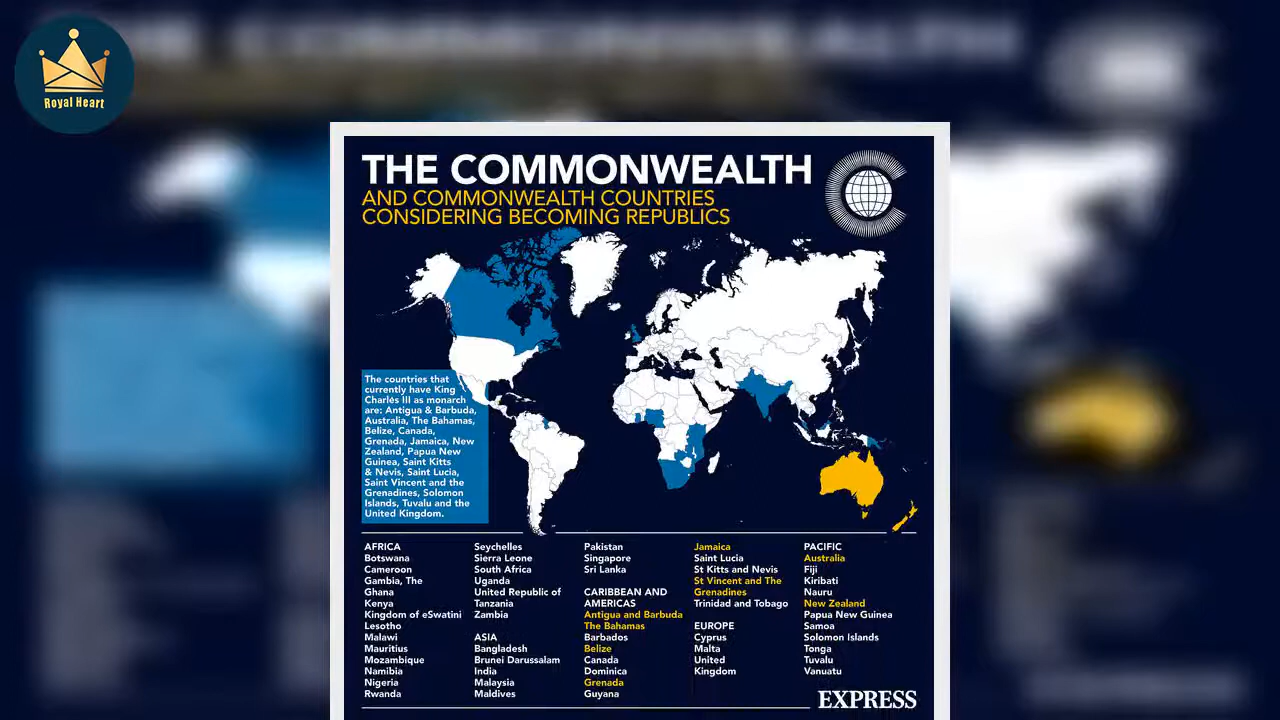 Royal Heart
THE COMMONWEALTH
AND COMMONWEALTH COUNTRIES
CONSIDERING BECOMING REPUBLICS
The countries that
currently have King
Charles III as monarch
are: Antigua & Barbuda,
Australia, The Bahamas,
Belize, Canada,
Grenada, Jamaica, New
Zealand, Papua New
Guinea, Saint Kitts
& Nevis, Saint Lucia,
Saint Vincent and the
Grenadines, Solomon
Islands, Tuvalu and the
United Kingdom.
AFRICA
Botswana
Cameroon
Gambia, The
Ghana
Kenya
Kingdom of eSwatini
Lesotho
Malawi
Mauritius
Mozambique
Namibia
Nigeria
Rwanda
Seychelles
Sierra Leone
South Africa
Uganda
United Republic of
Tanzania
Zambia
ASIA
Bangladesh
Brunei Darussalam
India
Malaysia
Maldives
Pakistan
Singapore
Sri Lanka
CARIBBEAN AND
AMERICAS
Antigua and Barbuda
The Bahamas
Barbados
Belize
Canada
Dominica
Grenada
Guyana
Jamaica
Saint Lucia
St Kitts and Nevis
St Vincent and The
Grenadines
Trinidad and Tobago
EUROPE
Cyprus
Malta
United
Kingdom
PACIFIC
Australia
Fiji
Kiribati
Nauru
New Zealand
Papua New Guinea
Samoa
Solomon Islands
Tonga
Tuvalu
Vanuatu
EXPRESS